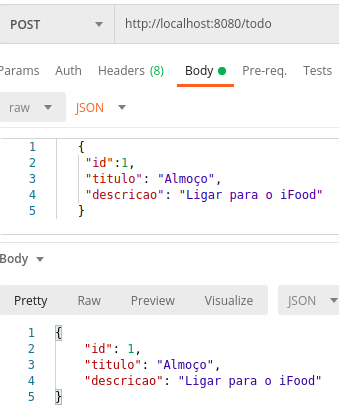 POST http://localhost:8080/todo
Params Auth Headers (8) Body Pre-req. Tests
raw JSON
1 {
2 "id":1,
3 "titulo": "Almoço",
4 "descricao": "Ligar para o iFood"
5 }
Body
Pretty Raw Preview Visualize JSON
1 {
2 "id": 1,
3 "titulo": "Almoço",
4 "descricao": "Ligar para o iFood"
5 }